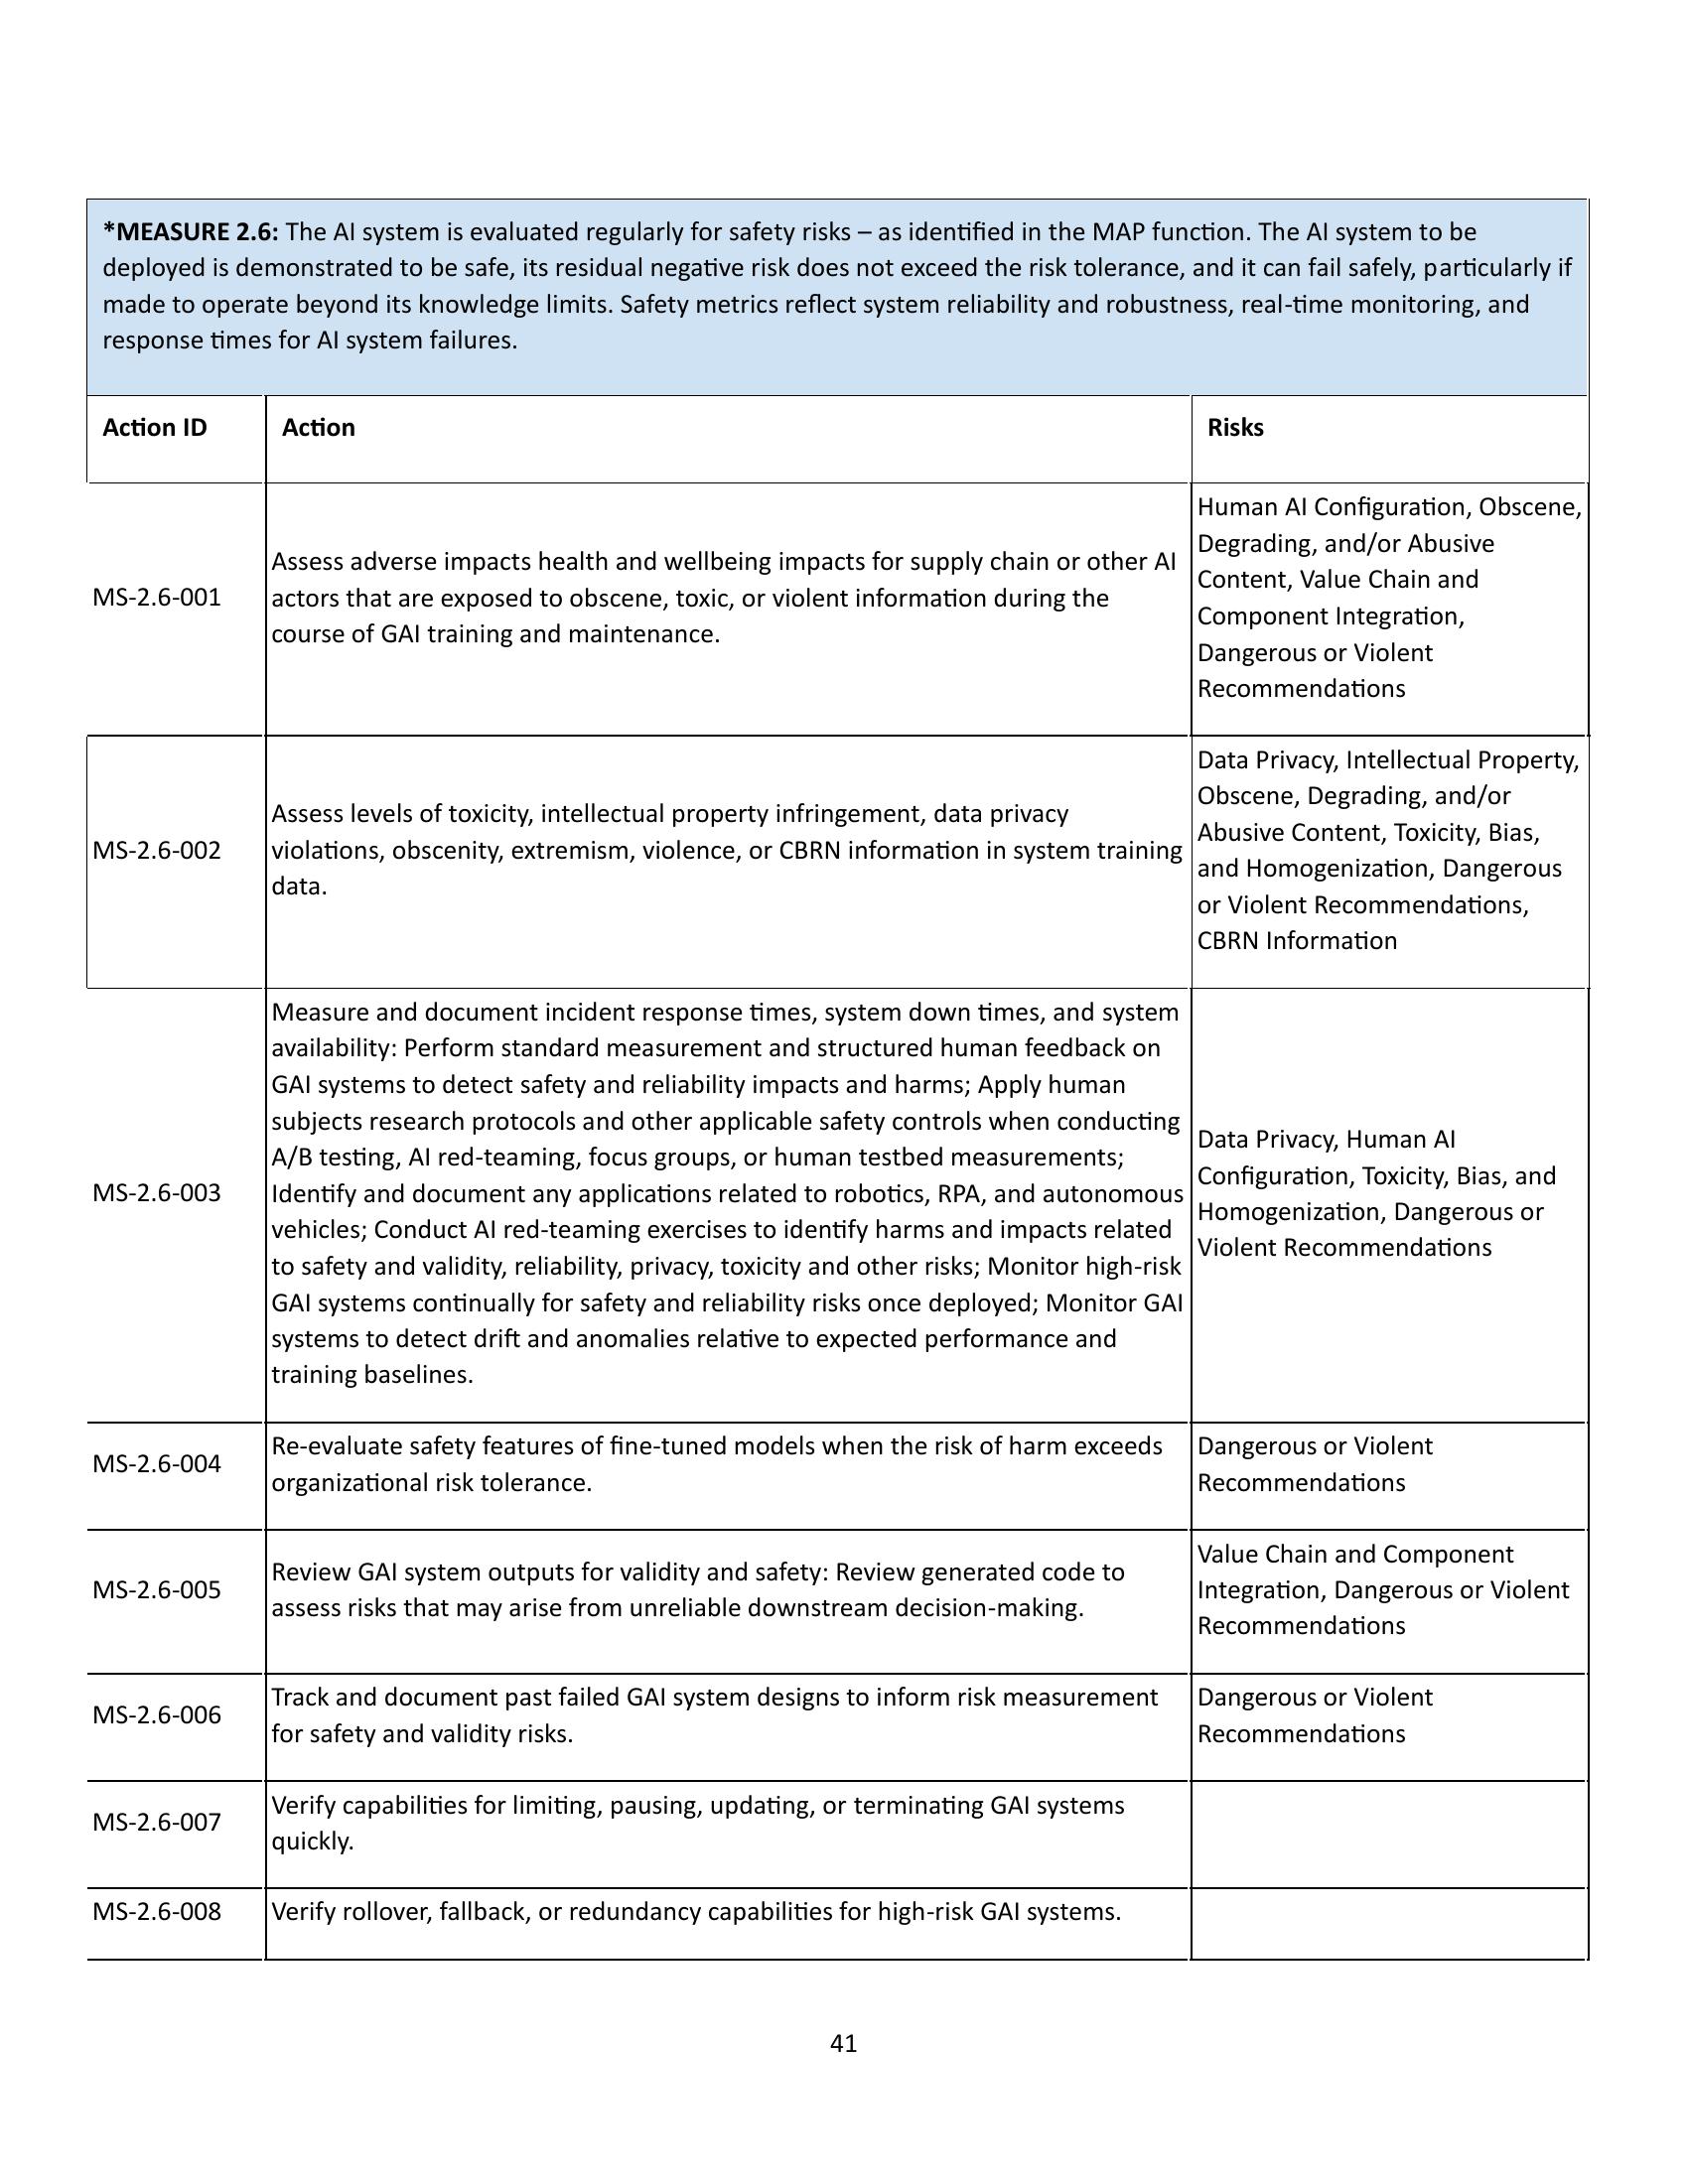 *MEASURE 2.6: The AI system is evaluated regularly for safety risks – as identified in the MAP function. The AI system to be
deployed is demonstrated to be safe, its residual negative risk does not exceed the risk tolerance, and it can fail safely, particularly if
made to operate beyond its knowledge limits. Safety metrics reflect system reliability and robustness, real-time monitoring, and
response times for AI system failures.
Action ID
Action
Risks
MS-2.6-001
Assess adverse impacts health and wellbeing impacts for supply chain or other AI
actors that are exposed to obscene, toxic, or violent information during the
course of GAI training and maintenance.
Human AI Configuration, Obscene,
Degrading, and/or Abusive
Content, Value Chain and
Component Integration,
Dangerous or Violent
Recommendations
MS-2.6-002
Assess levels of toxicity, intellectual property infringement, data privacy
violations, obscenity, extremism, violence, or CBRN information in system training
data.
Data Privacy, Intellectual Property,
Obscene, Degrading, and/or
Abusive Content, Toxicity, Bias,
and Homogenization, Dangerous
or Violent Recommendations,
CBRN Information
MS-2.6-003
Measure and document incident response times, system down times, and system
availability: Perform standard measurement and structured human feedback on
GAI systems to detect safety and reliability impacts and harms; Apply human
subjects research protocols and other applicable safety controls when conducting
A/B testing, AI red-teaming, focus groups, or human testbed measurements;
Identify and document any applications related to robotics, RPA, and autonomous
vehicles; Conduct AI red-teaming exercises to identify harms and impacts related
to safety and validity, reliability, privacy, toxicity and other risks; Monitor high-risk
GAI systems continually for safety and reliability risks once deployed; Monitor GAI
systems to detect drift and anomalies relative to expected performance and
training baselines.
Data Privacy, Human AI
Configuration, Toxicity, Bias, and
Homogenization, Dangerous or
Violent Recommendations
MS-2.6-004
Re-evaluate safety features of fine-tuned models when the risk of harm exceeds
organizational risk tolerance.
Dangerous or Violent
Recommendations
MS-2.6-005
Review GAI system outputs for validity and safety: Review generated code to
assess risks that may arise from unreliable downstream decision-making.
Value Chain and Component
Integration, Dangerous or Violent
Recommendations
MS-2.6-006
Track and document past failed GAI system designs to inform risk measurement
for safety and validity risks.
Dangerous or Violent
Recommendations
MS-2.6-007
Verify capabilities for limiting, pausing, updating, or terminating GAI systems
quickly.
MS-2.6-008
Verify rollover, fallback, or redundancy capabilities for high-risk GAI systems.
41